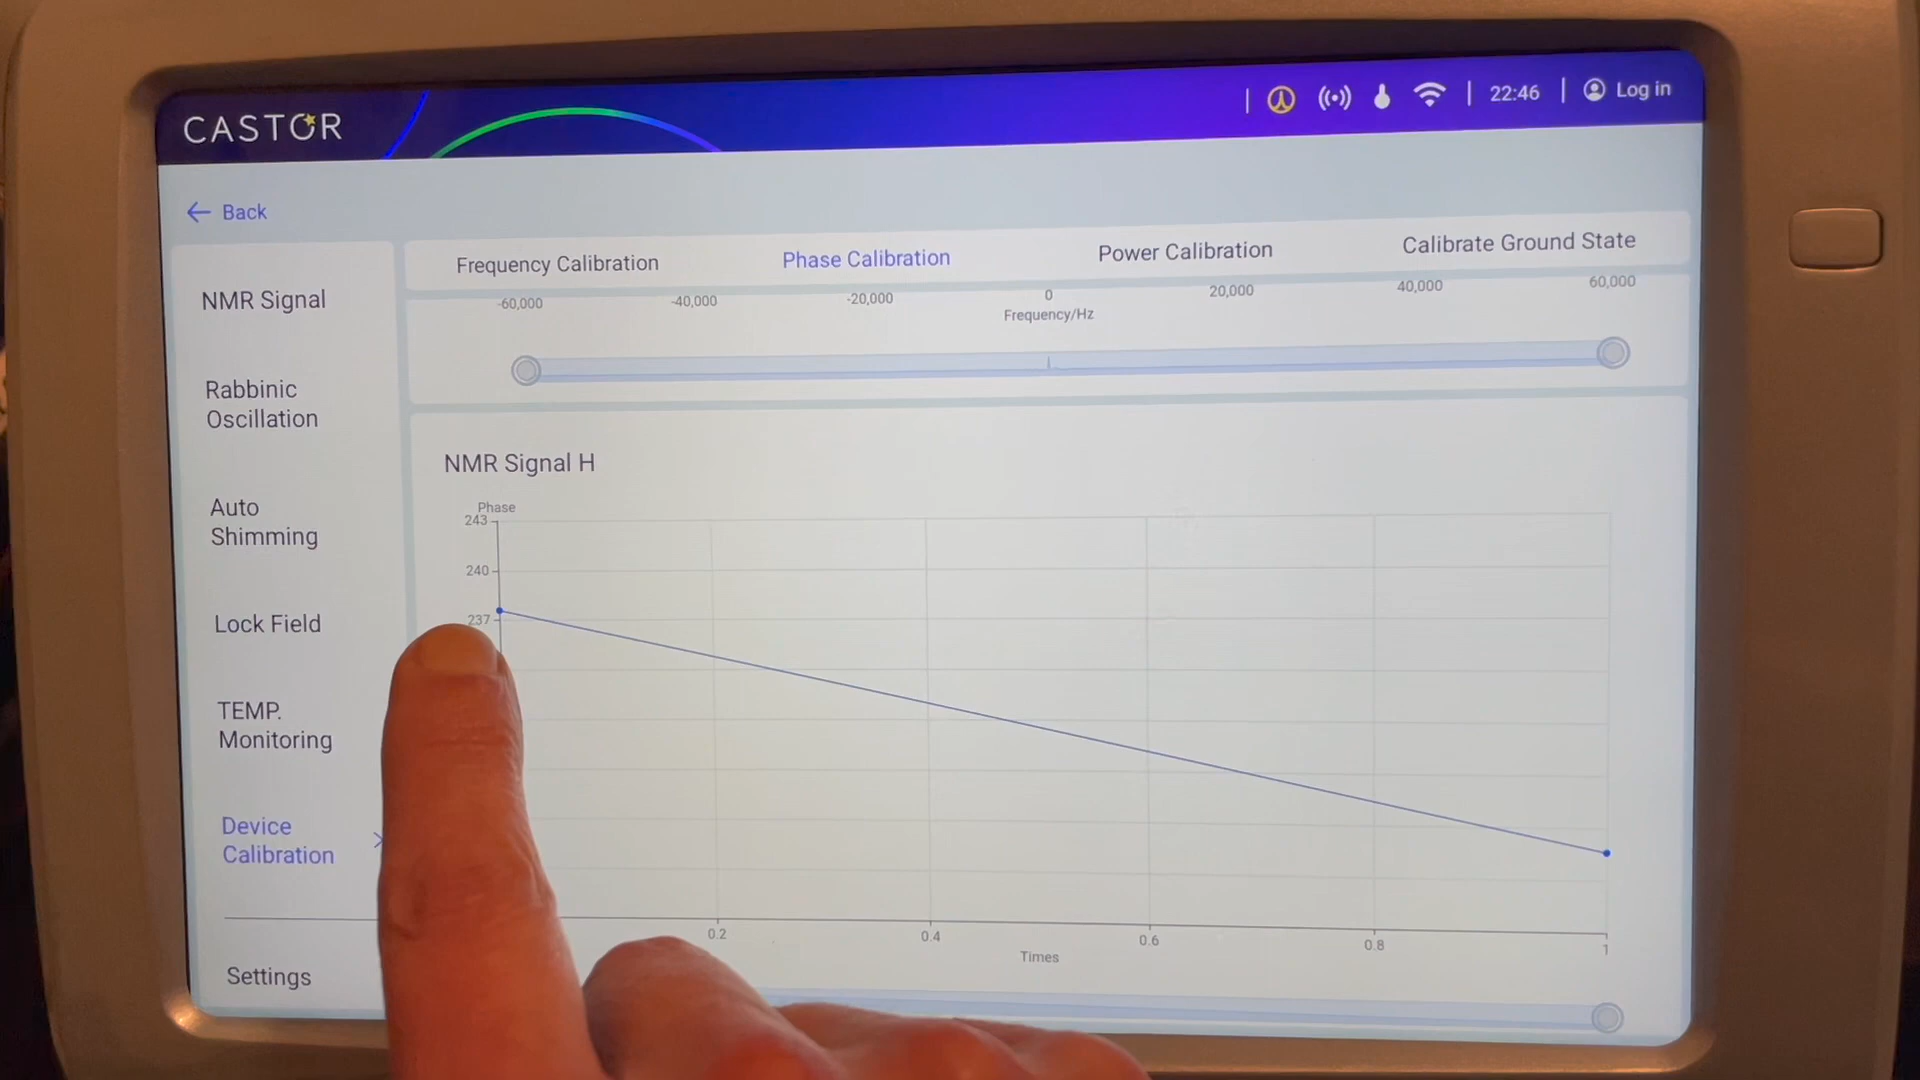 CASTOR
22:46
Log in
Back
NMR Signal
Rabbinic
Oscillation
Auto
Shimming
Lock Field
TEMP.
Monitoring
Device
Calibration
Settings
Frequency Calibration
Phase Calibration
Power Calibration
Calibrate Ground State
-60,000
-40,000
-20,000
0
20,000
40,000
60,000
Frequency/Hz
NMR Signal H
Phase
243
240
237
0.2
0.4
0.6
0.8
1
Times